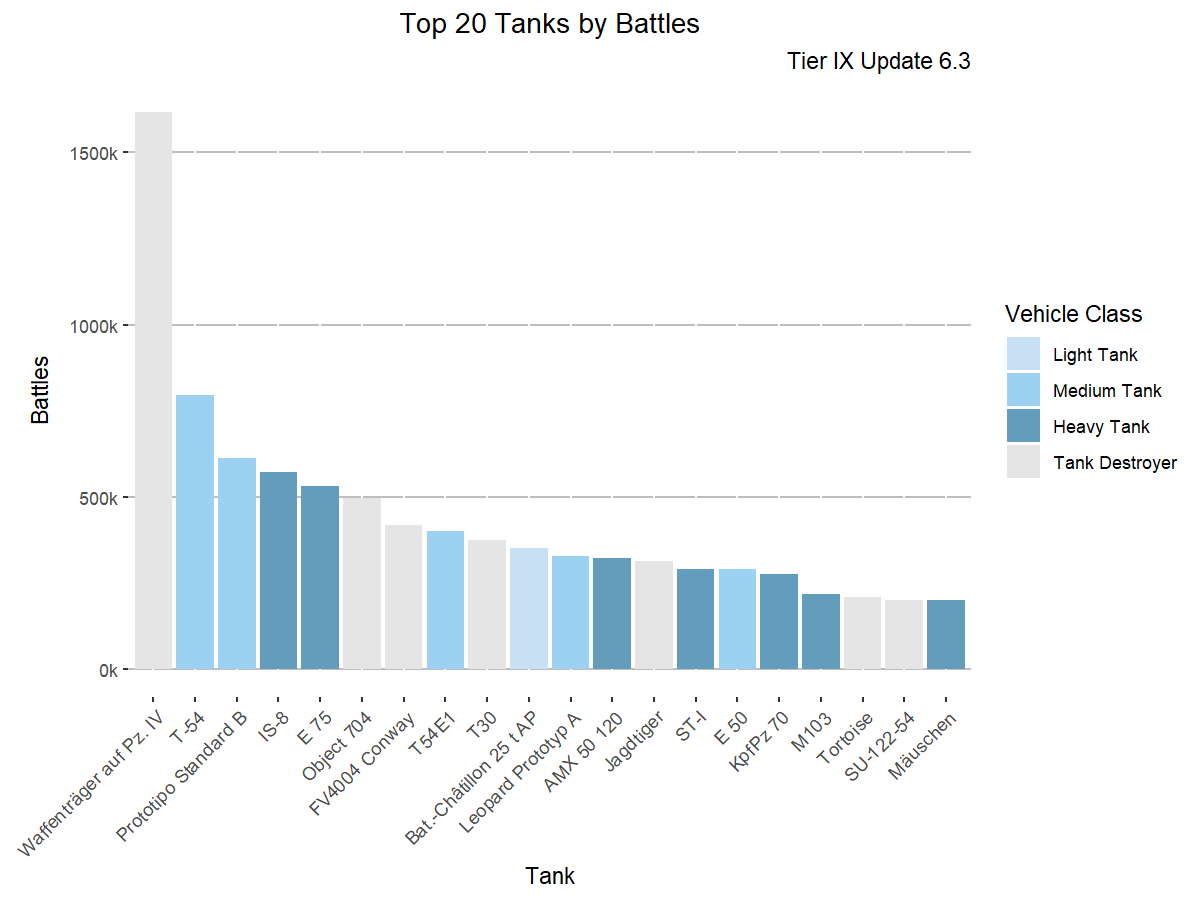 Top 20 Tanks by Battles
Tier IX Update 6.3
1500k
1000k
500k
0k
Battles
Waffenträger auf Pz. IV
T-54
Prototipo Standard B
IS-8
E 75
Object 704
FV4004 Conway
T54E1
T30
Bat.-Châtillon 25 t AP
Leopard Prototyp A
AMX 50 120
Jagdtiger
ST-I
E 50
KpfPz 70
M103
Tortoise
SU-122-54
Mäuschen
Tank
Vehicle Class
Light Tank
Medium Tank
Heavy Tank
Tank Destroyer